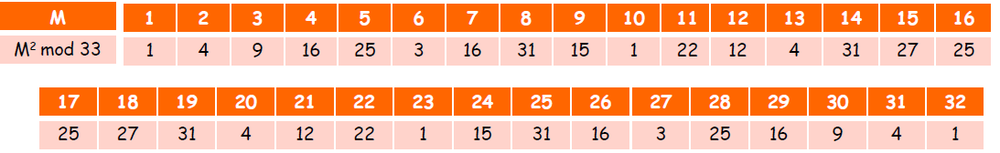 M 1 2 3 4 5 6 7 8 9 10 11 12 13 14 15 16
M² mod 33 1 4 9 16 25 3 16 31 15 1 22 12 4 31 27 25
17 18 19 20 21 22 23 24 25 26 27 28 29 30 31 32
25 27 31 4 12 22 1 15 31 16 3 25 16 9 4 1